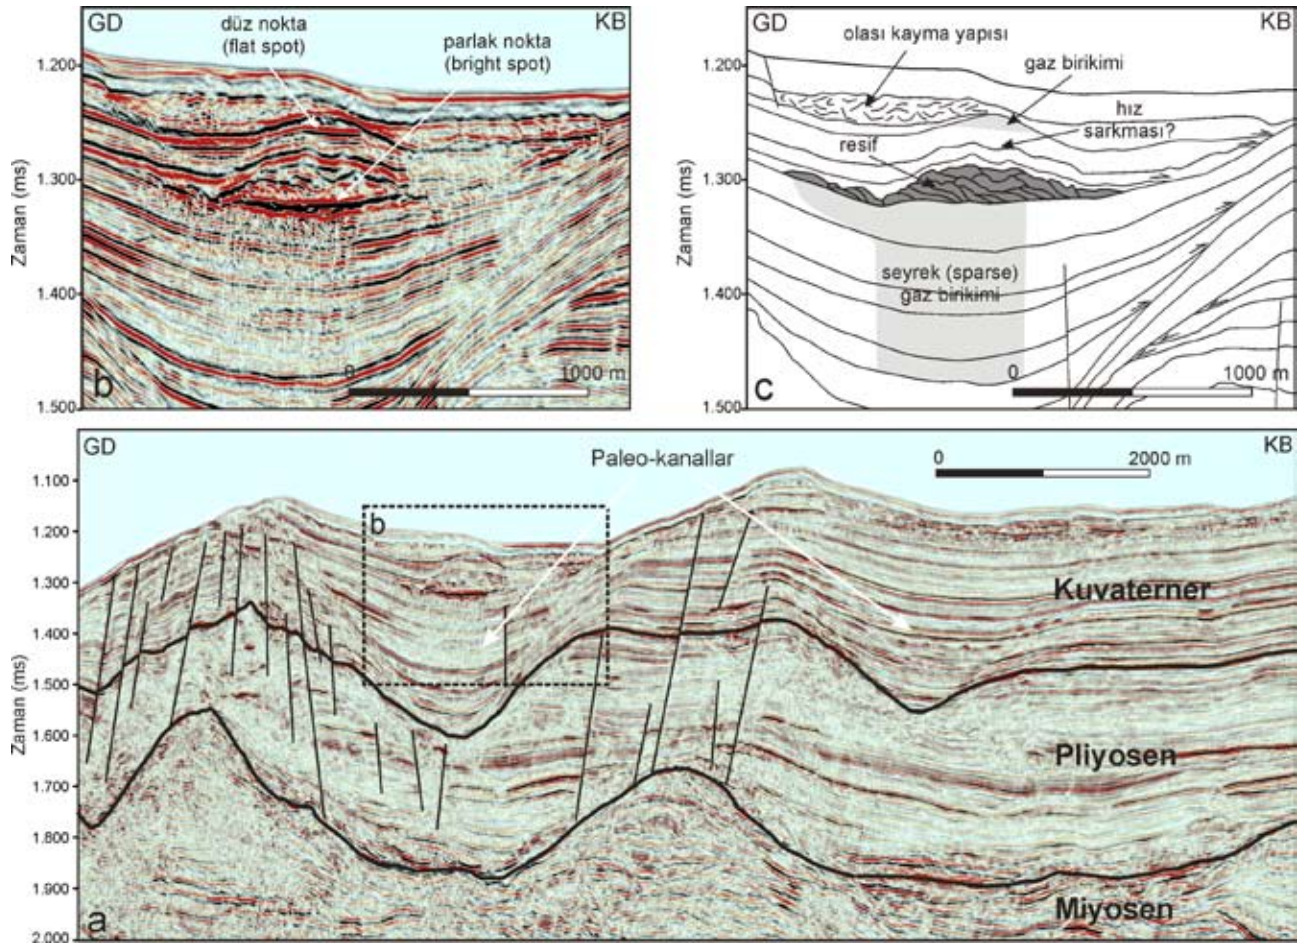 GD
KB
düz nokta
(flat spot)
parlak nokta
(bright spot)
Zaman (ms)
1.200
1.300
1.400
1.500
b
0
1000 m
GD
KB
olası kayma yapısı
gaz birikimi
hız
sarkması?
resif
seyrek (sparse)
gaz birikimi
Zaman (ms)
1.200
1.300
1.400
1.500
c
0
1000 m
GD
KB
Paleo-kanallar
0
2000 m
b
Zaman (ms)
1.100
1.200
1.300
1.400
1.500
1.600
1.700
1.800
1.900
2.000
Kuvaterner
Pliyosen
Miyosen
a